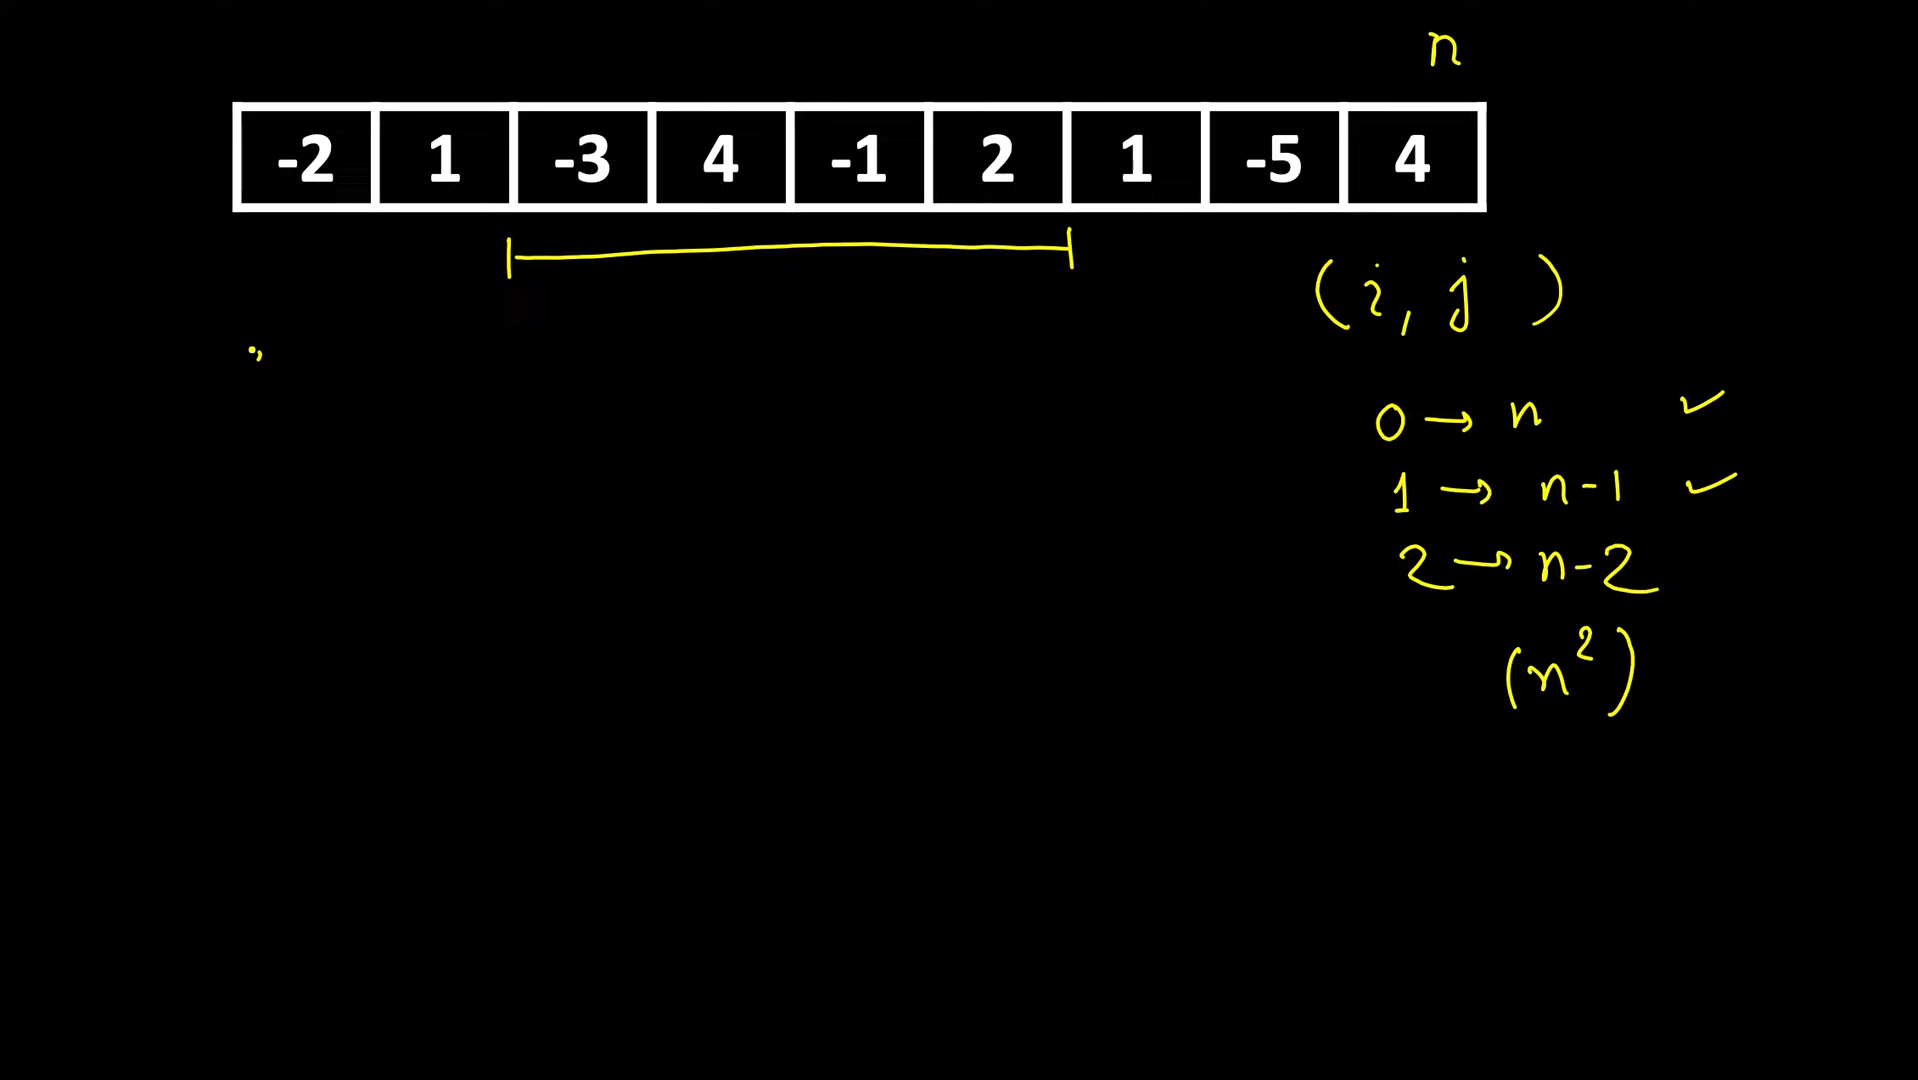 n
-2 1 -3 4 -1 2 1 -5 4
(i, j )
0 → n ✓
1 → n-1 ✓
2 → n-2
(n²)